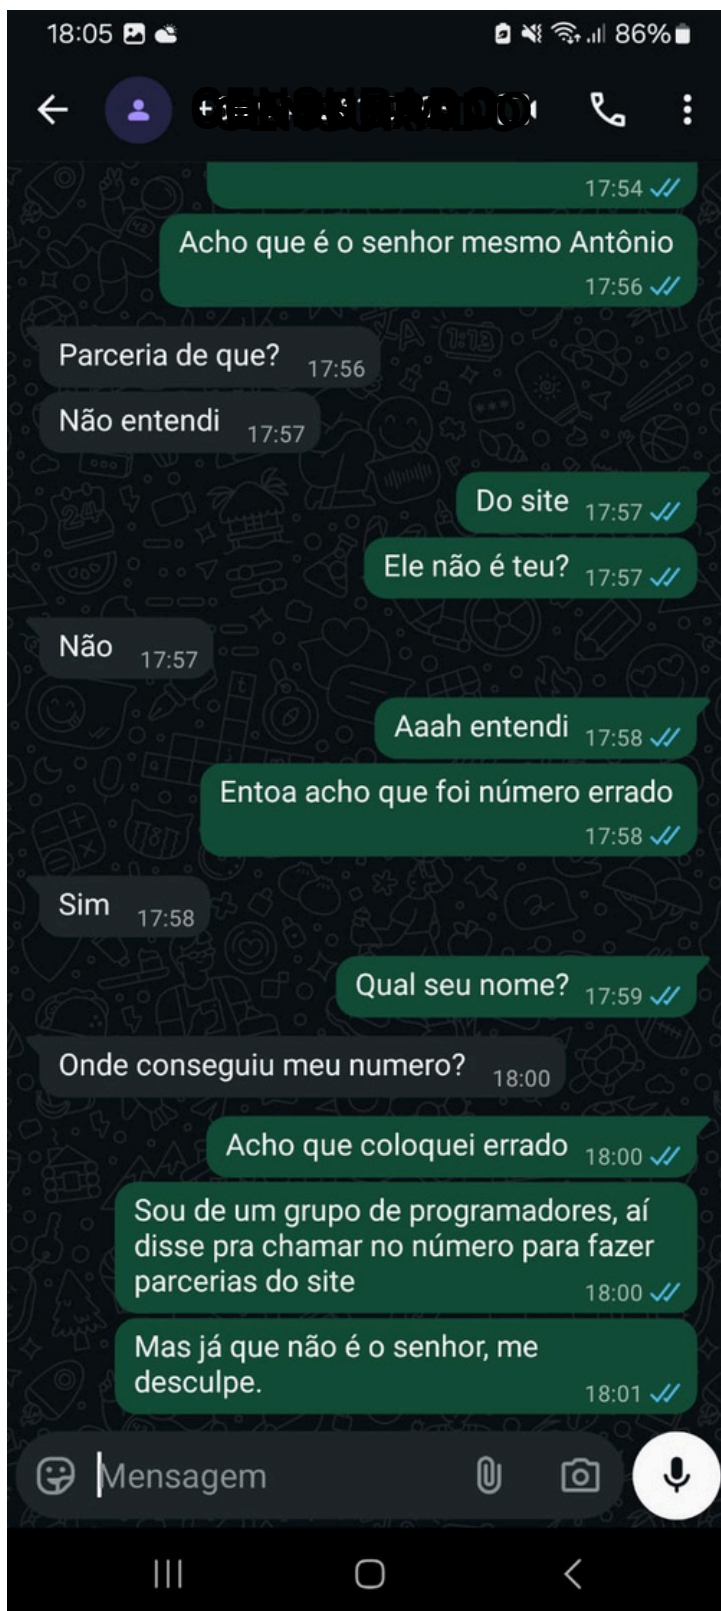 18:05 86%
17:54
Acho que é o senhor mesmo Antônio
17:56
Parceria de que? 17:56
Não entendi 17:57
Do site 17:57
Ele não é teu? 17:57
Não 17:57
Aaah entendi 17:58
Entoa acho que foi número errado
17:58
Sim 17:58
Qual seu nome? 17:59
Onde conseguiu meu numero? 18:00
Acho que coloquei errado 18:00
Sou de um grupo de programadores, aí
disse pra chamar no número para fazer
parcerias do site 18:00
Mas já que não é o senhor, me
desculpe. 18:01
Mensagem